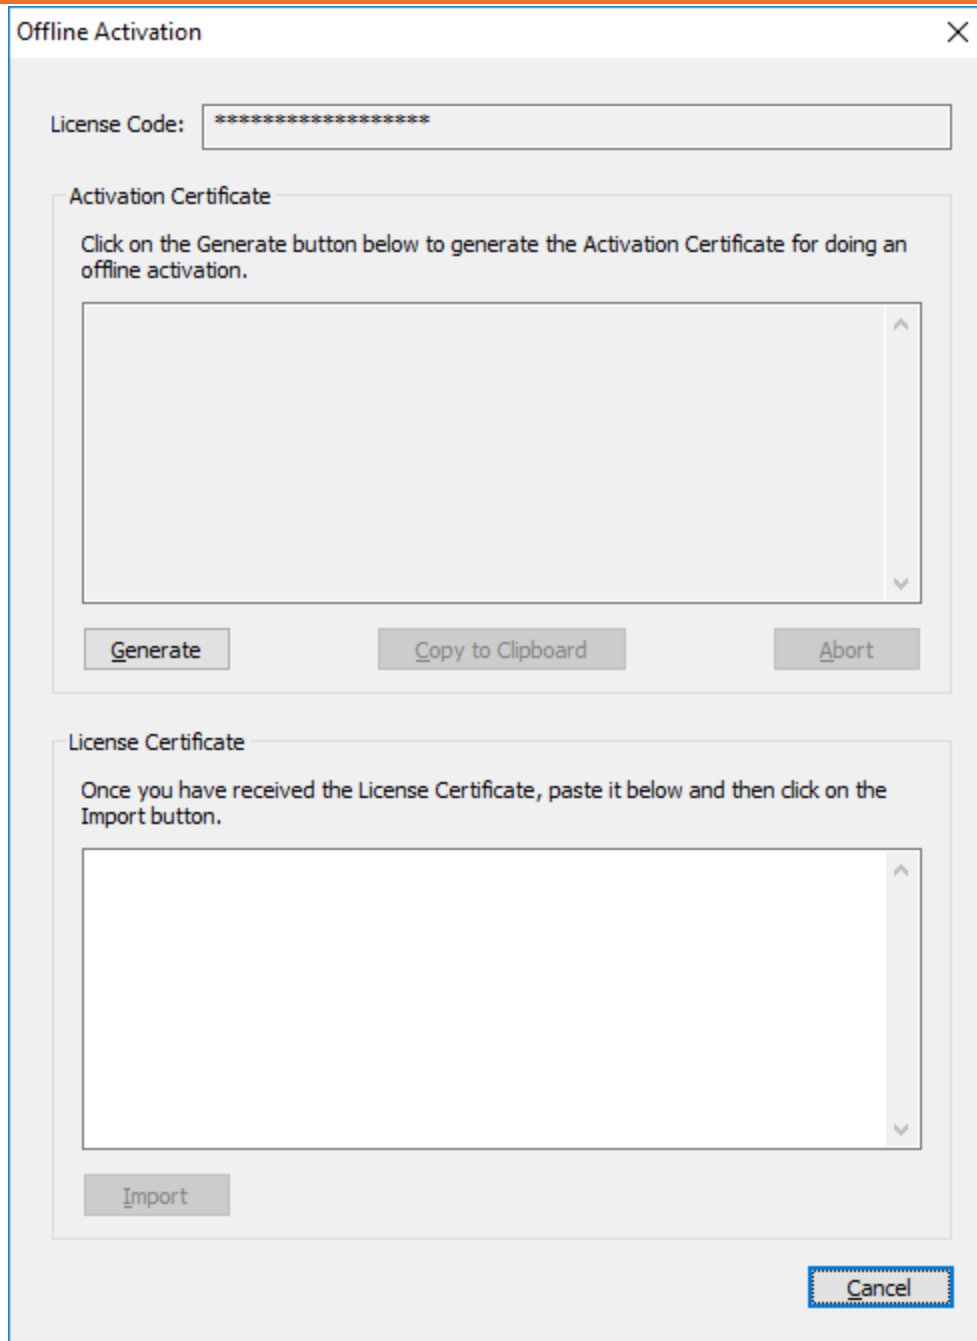 Offline Activation
License Code: ******************
Activation Certificate
Click on the Generate button below to generate the Activation Certificate for doing an
offline activation.
Generate Copy to Clipboard Abort
License Certificate
Once you have received the License Certificate, paste it below and then click on the
Import button.
Import
Cancel